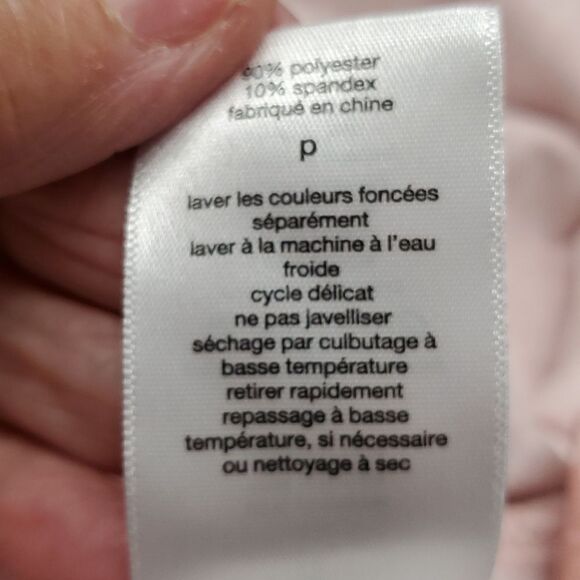 90% polyester
10% spandex
fabriqué en chine
p
laver les couleurs foncées
séparément
laver à la machine à l'eau
froide
cycle délicat
ne pas javelliser
séchage par culbutage à
basse température
retirer rapidement
repassage à basse
température, si nécessaire
ou nettoyage à sec